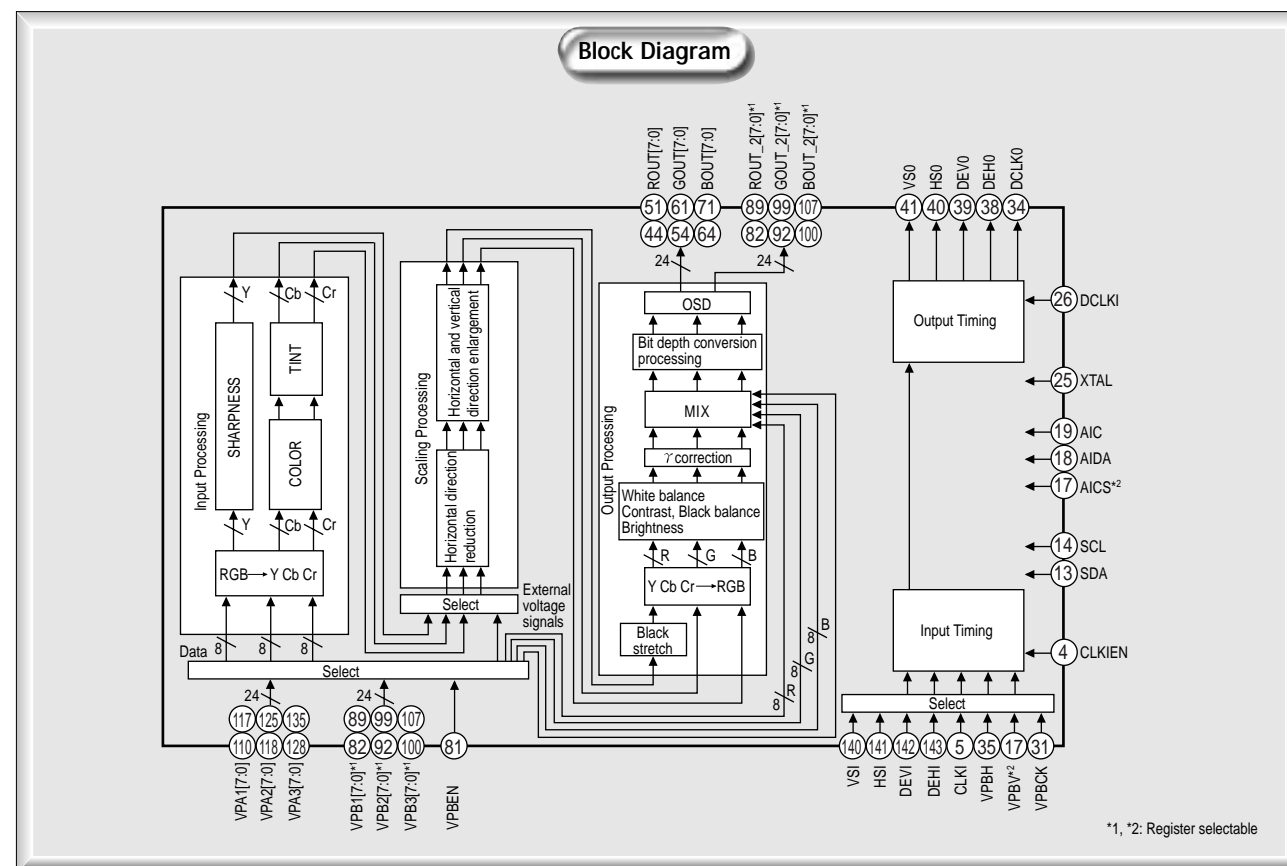 Block Diagram
ROUT[7:0]
GOUT[7:0]
BOUT[7:0]
ROUT_2[7:0]*1
GOUT_2[7:0]*1
BOUT_2[7:0]*1
VS0
HS0
DEV0
DEH0
DCLK0
51 61 71 89 99 107
44 54 64 82 92 100
41 40 39 38 34
24 24
Input Processing
Y Cb Cr
SHARPNESS
TINT
COLOR
Y Cb Cr
RGB→Y Cb Cr
Data 8 8 8
Scaling Processing
Horizontal and vertical
direction enlargement
Horizontal direction
reduction
Select
External
voltage
signals
Output Processing
OSD
Bit depth conversion
processing
MIX
γ correction
White balance
Contrast, Black balance
Brightness
R G B
Y Cb Cr→RGB
Black
stretch
8 R
8 G
8 B
Output Timing
26 DCLKI
25 XTAL
19 AIC
18 AIDA
17 AICS*2
14 SCL
13 SDA
Input Timing
4 CLKIEN
Select
Select
24 24
117 125 135 89 99 107
110 118 128 82 92 100 81
140 141 142 143 5 35 17 31
VPA1[7:0]
VPA2[7:0]
VPA3[7:0]
VPB1[7:0]*1
VPB2[7:0]*1
VPB3[7:0]*1
VPBEN
VSI
HSI
DEVI
DEHI
CLKI
VPBH
VPBV*2
VPBCK
*1, *2: Register selectable